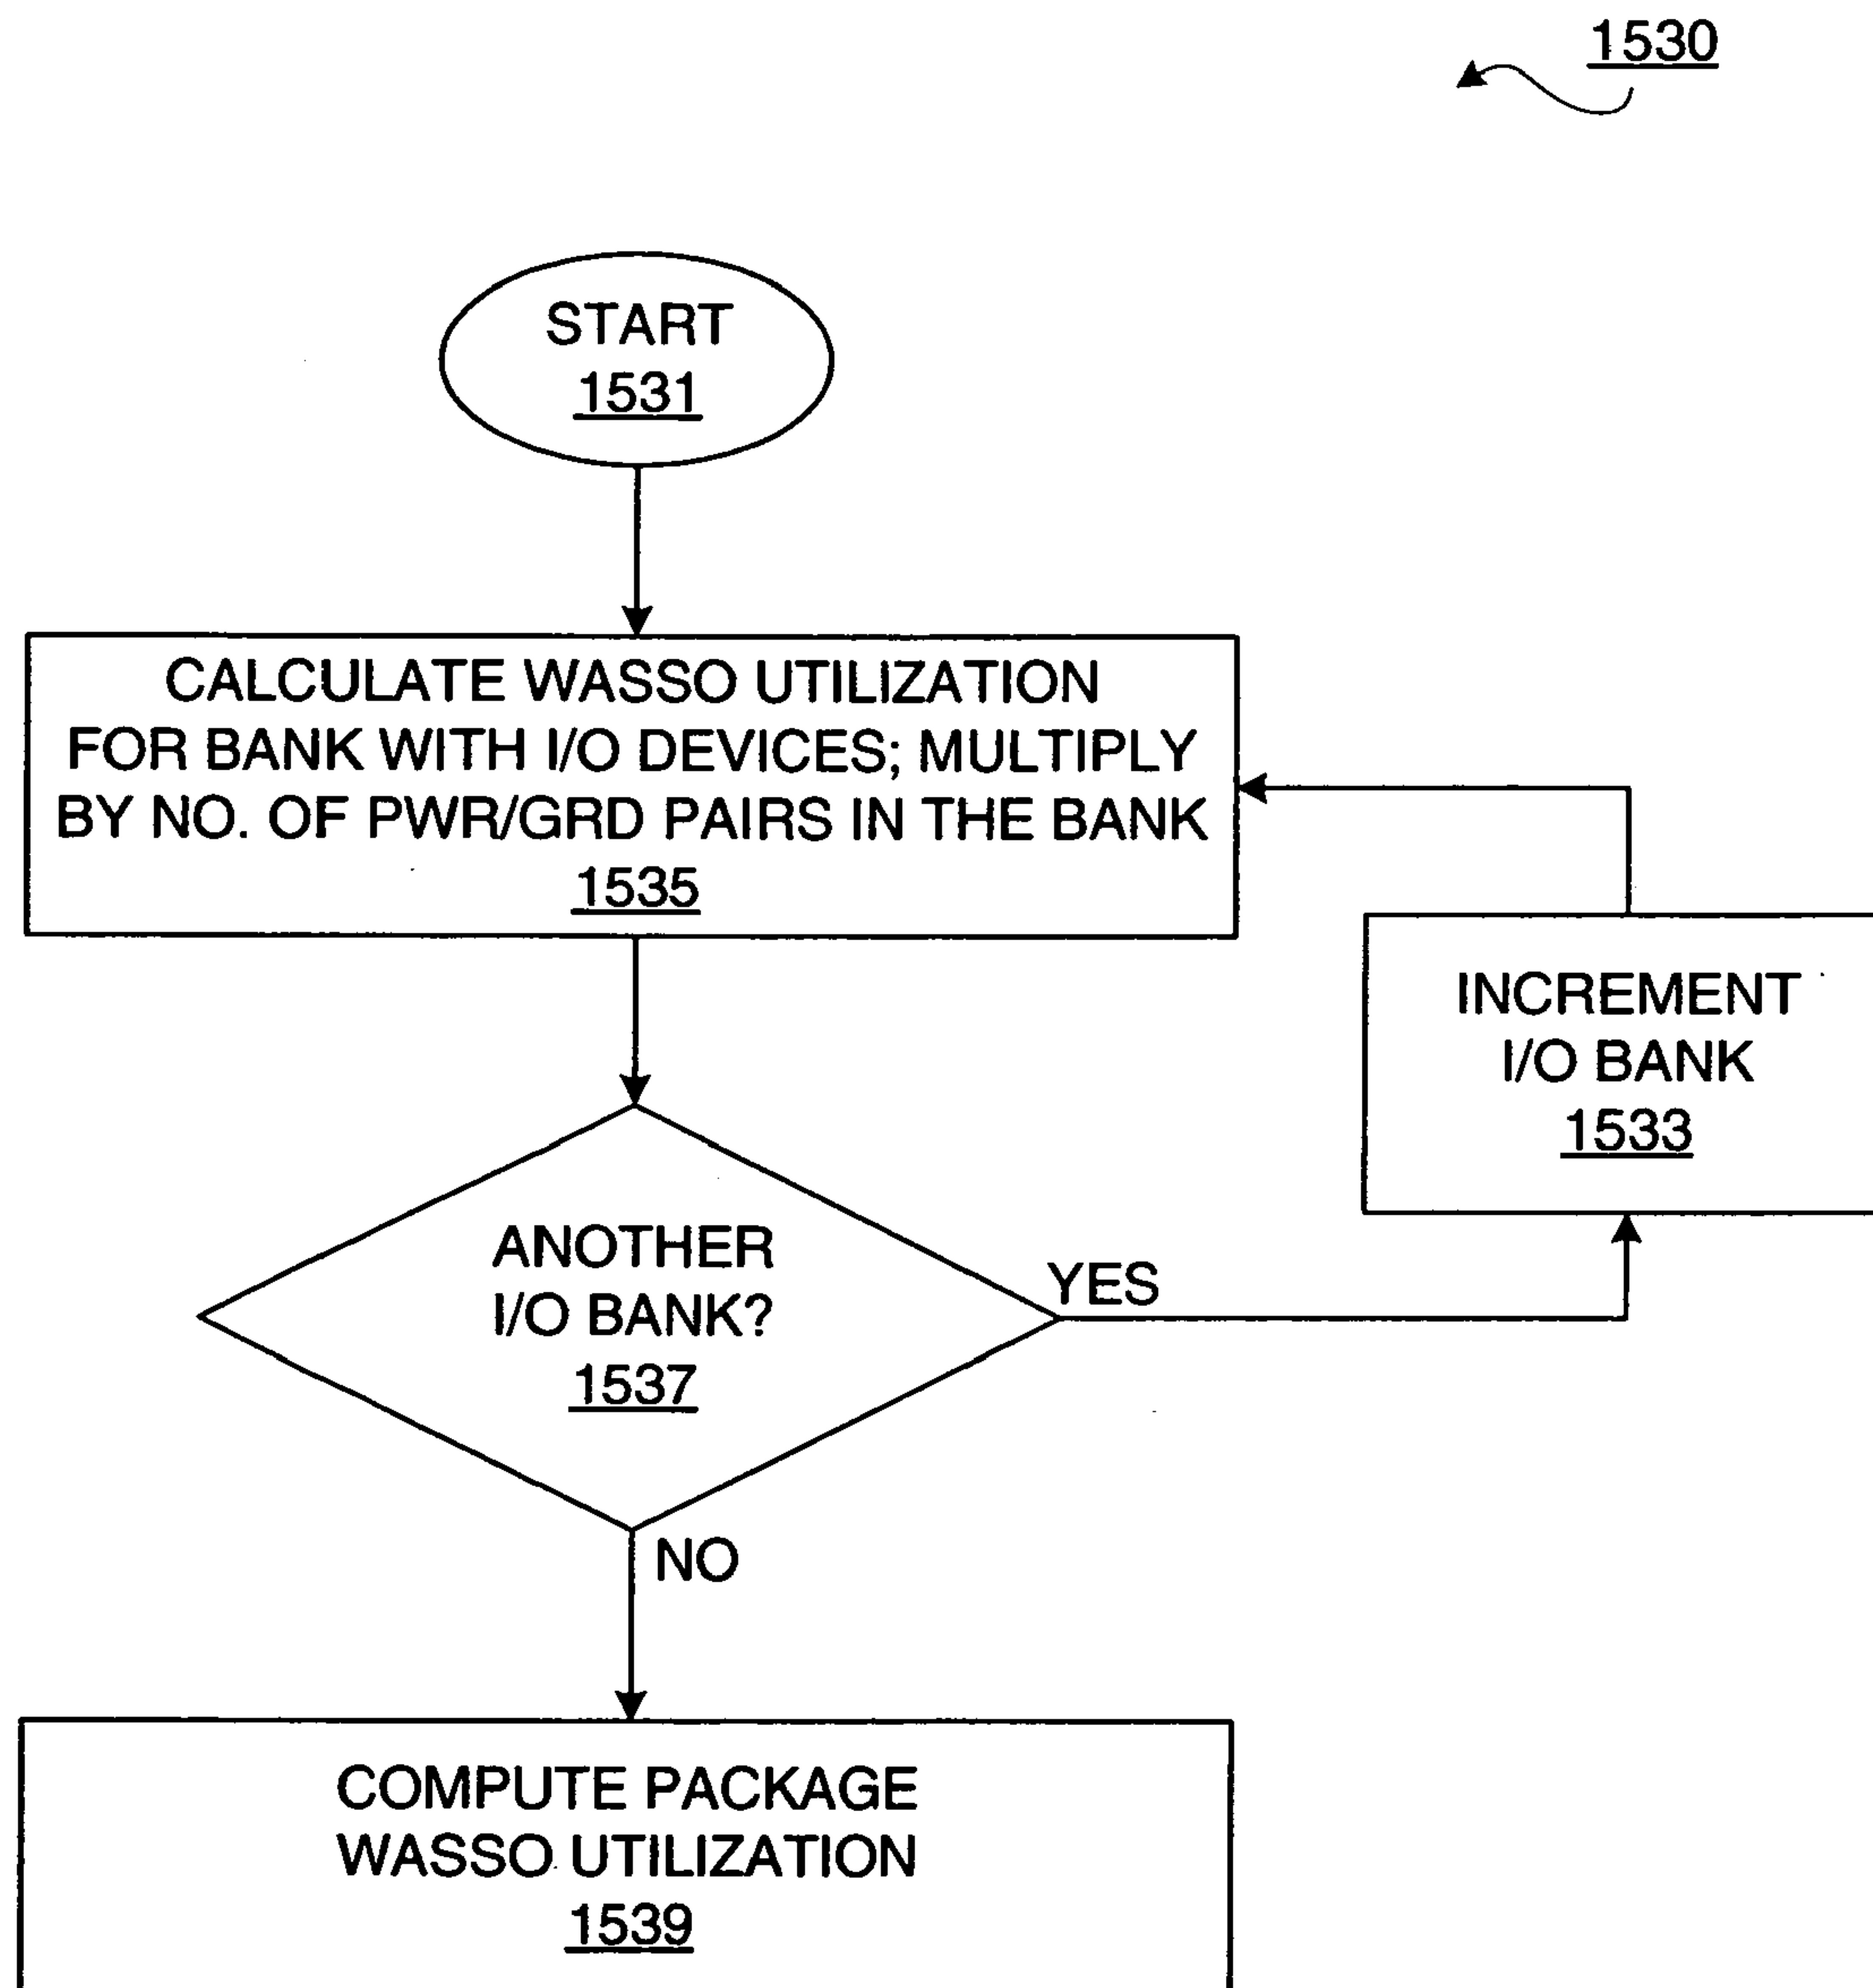 1530
START
1531
CALCULATE WASSO UTILIZATION
FOR BANK WITH I/O DEVICES; MULTIPLY
BY NO. OF PWR/GRD PAIRS IN THE BANK
1535
INCREMENT
I/O BANK
1533
ANOTHER
I/O BANK?
1537
YES
NO
COMPUTE PACKAGE
WASSO UTILIZATION
1539